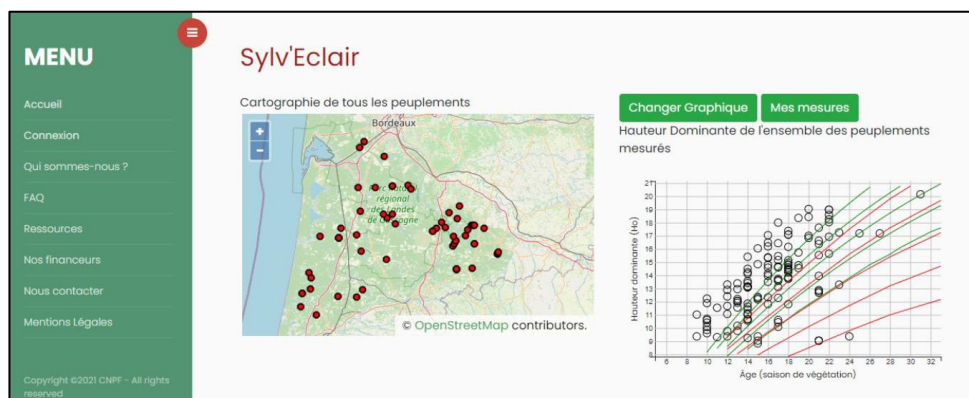 MENU
Accueil
Connexion
Qui sommes-nous ?
FAQ
Ressources
Nos financeurs
Nous contacter
Mentions Légales
Copyright ©2021 CNPF - All rights
reserved
Sylv'Eclair
Cartographie de tous les peuplements
+
−
Bordeaux
Parc naturel
régional
des Landes
de Gascogne
© OpenStreetMap contributors.
Changer Graphique
Mes mesures
Hauteur Dominante de l'ensemble des peuplements
mesurés
Hauteur dominante (Ho)
21
20
19
18
17
16
15
14
13
12
11
10
9
8
6 8 10 12 14 16 18 20 22 24 26 28 30 32
Âge (saison de végétation)